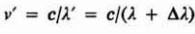 ν′ = c/λ′ = c/(λ + Δλ)